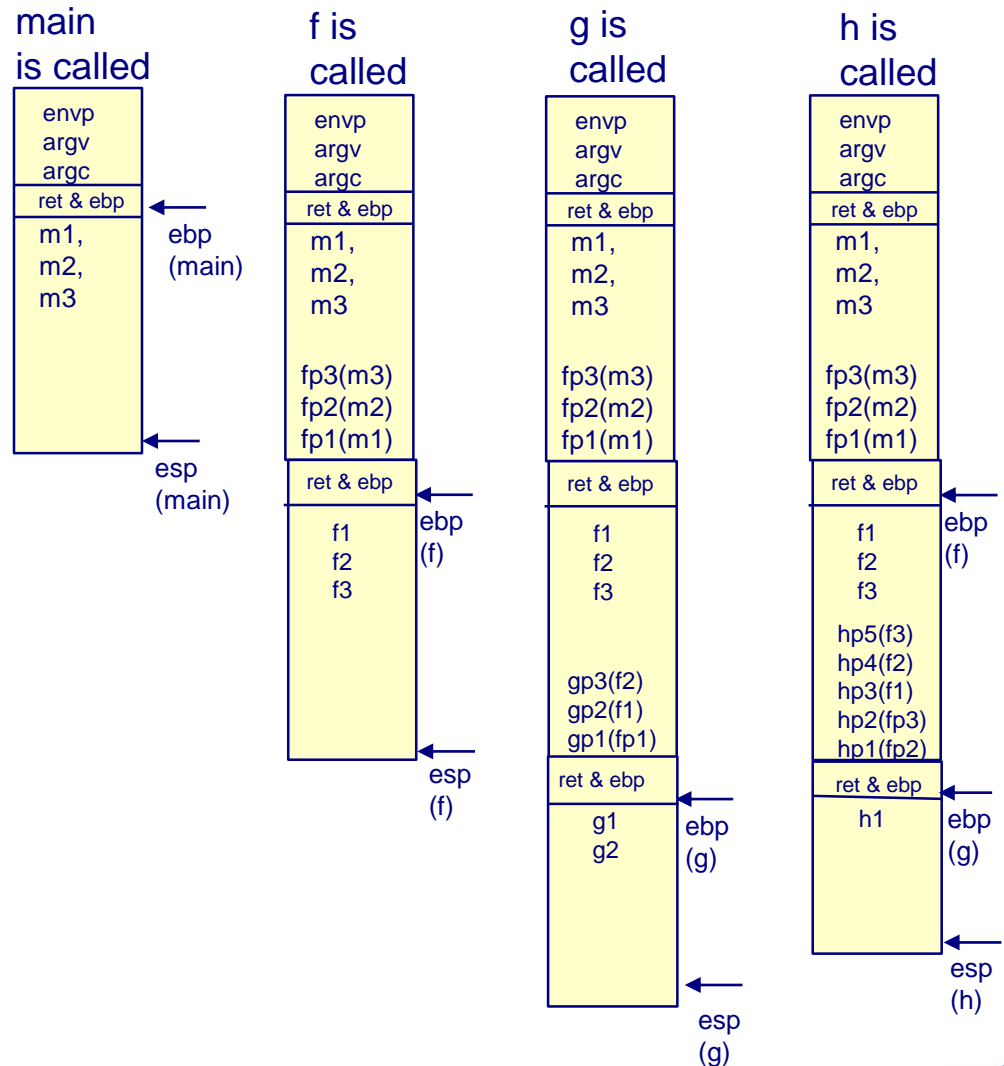 main
is called
envp
argv
argc
ret & ebp
m1,
m2,
m3
ebp
(main)
esp
(main)
f is
called
envp
argv
argc
ret & ebp
m1,
m2,
m3
fp3(m3)
fp2(m2)
fp1(m1)
ret & ebp
f1
f2
f3
ebp
(f)
esp
(f)
g is
called
envp
argv
argc
ret & ebp
m1,
m2,
m3
fp3(m3)
fp2(m2)
fp1(m1)
ret & ebp
f1
f2
f3
gp3(f2)
gp2(f1)
gp1(fp1)
ret & ebp
g1
g2
ebp
(g)
esp
(g)
h is
called
envp
argv
argc
ret & ebp
m1,
m2,
m3
fp3(m3)
fp2(m2)
fp1(m1)
ret & ebp
ebp
(f)
f1
f2
f3
hp5(f3)
hp4(f2)
hp3(f1)
hp2(fp3)
hp1(fp2)
ret & ebp
h1
ebp
(g)
esp
(h)